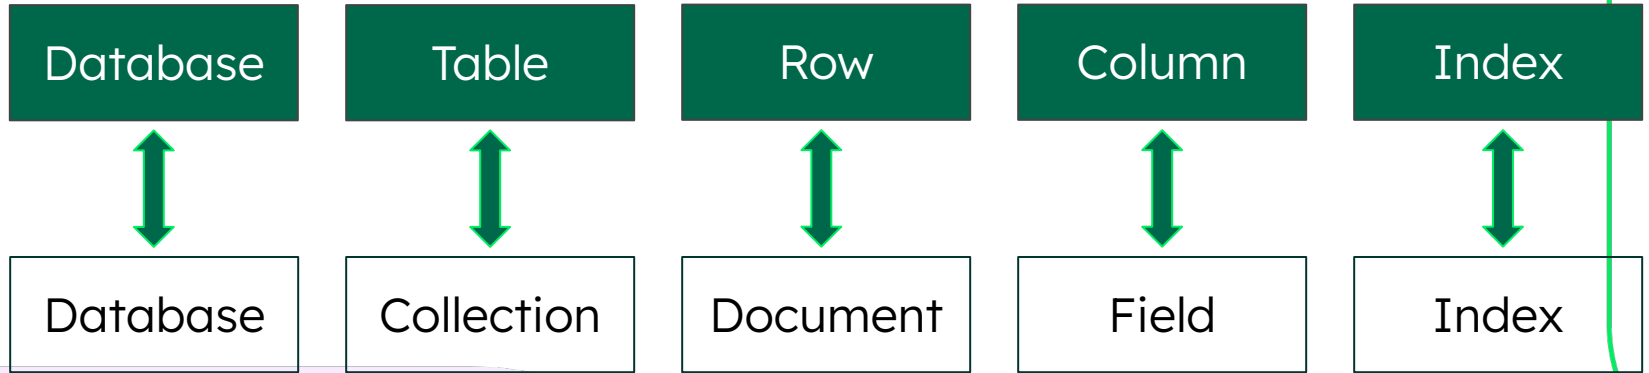 Database
Table
Row
Column
Index
Database
Collection
Document
Field
Index